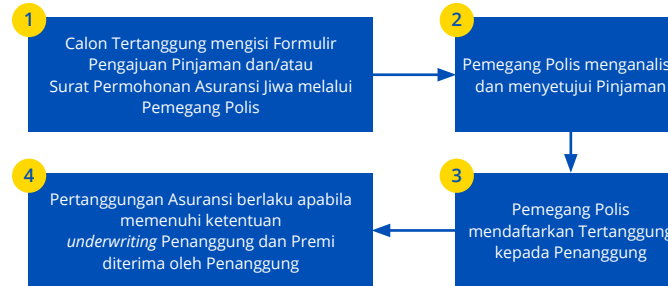 1
Calon Tertanggung mengisi Formulir
Pengajuan Pinjaman dan/atau
Surat Permohonan Asuransi Jiwa melalui
Pemegang Polis
2
Pemegang Polis menganalis
dan menyetujui Pinjaman
3
Pemegang Polis
mendaftarkan Tertanggung
kepada Penanggung
4
Pertanggungan Asuransi berlaku apabila
memenuhi ketentuan
underwriting Penanggung dan Premi
diterima oleh Penanggung